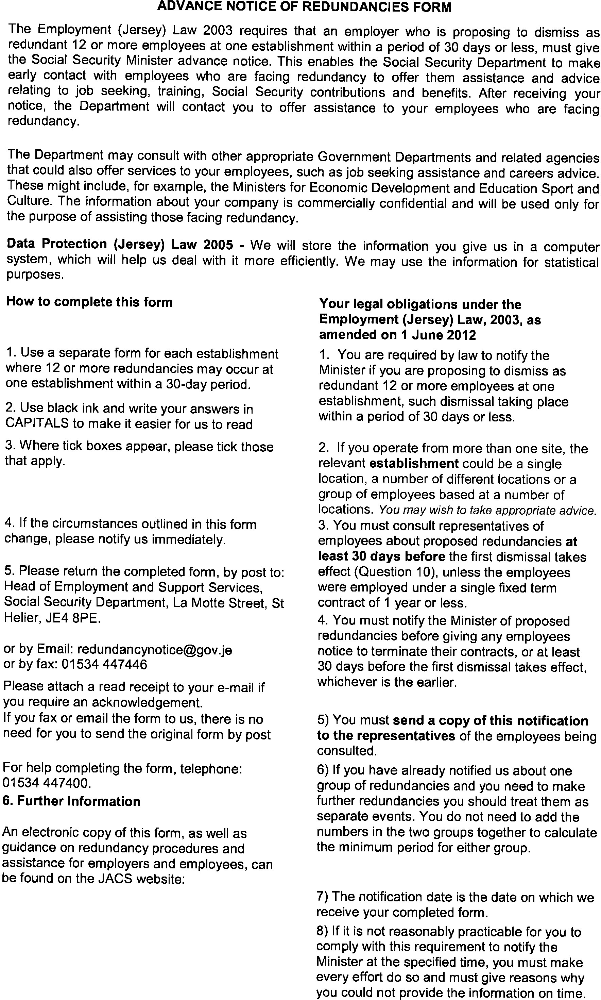 ADVANCE NOTICE OF REDUNDANCIES FORM
The Employment (Jersey) Law 2003 requires that an employer who is proposing to dismiss as
redundant 12 or more employees at one establishment within a period of 30 days or less, must give
the Social Security Minister advance notice. This enables the Social Security Department to make
early contact with employees who are facing redundancy to offer them assistance and advice
relating to job seeking, training, Social Security contributions and benefits. After receiving your
notice, the Department will contact you to offer assistance to your employees who are facing
redundancy.
The Department may consult with other appropriate Government Departments and related agencies
that could also offer services to your employees, such as job seeking assistance and careers advice.
These might include, for example, the Ministers for Economic Development and Education Sport and
Culture. The information about your company is commercially confidential and will be used only for
the purpose of assisting those facing redundancy.
Data Protection (Jersey) Law 2005 - We will store the information you give us in a computer
system, which will help us deal with it more efficiently. We may use the information for statistical
purposes.
How to complete this form
1. Use a separate form for each establishment
where 12 or more redundancies may occur at
one establishment within a 30-day period.
2. Use black ink and write your answers in
CAPITALS to make it easier for us to read
3. Where tick boxes appear, please tick those
that apply.
4. If the circumstances outlined in this form
change, please notify us immediately.
5. Please return the completed form, by post to:
Head of Employment and Support Services,
Social Security Department, La Motte Street, St
Helier, JE4 8PE.
or by Email: redundancynotice@gov.je
or by fax: 01534 447446
Please attach a read receipt to your e-mail if
you require an acknowledgement.
If you fax or email the form to us, there is no
need for you to send the original form by post
For help completing the form, telephone:
01534 447400.
6. Further Information
An electronic copy of this form, as well as
guidance on redundancy procedures and
assistance for employers and employees, can
be found on the JACS website:
Your legal obligations under the
Employment (Jersey) Law, 2003, as
amended on 1 June 2012
1. You are required by law to notify the
Minister if you are proposing to dismiss as
redundant 12 or more employees at one
establishment, such dismissal taking place
within a period of 30 days or less.
2. If you operate from more than one site, the
relevant establishment could be a single
location, a number of different locations or a
group of employees based at a number of
locations. You may wish to take appropriate advice.
3. You must consult representatives of
employees about proposed redundancies at
least 30 days before the first dismissal takes
effect (Question 10), unless the employees
were employed under a single fixed term
contract of 1 year or less.
4. You must notify the Minister of proposed
redundancies before giving any employees
notice to terminate their contracts, or at least
30 days before the first dismissal takes effect,
whichever is the earlier.
5) You must send a copy of this notification
to the representatives of the employees being
consulted.
6) If you have already notified us about one
group of redundancies and you need to make
further redundancies you should treat them as
separate events. You do not need to add the
numbers in the two groups together to calculate
the minimum period for either group.
7) The notification date is the date on which we
receive your completed form.
8) If it is not reasonably practicable for you to
comply with this requirement to notify the
Minister at the specified time, you must make
every effort do so and must give reasons why
you could not provide the information on time.